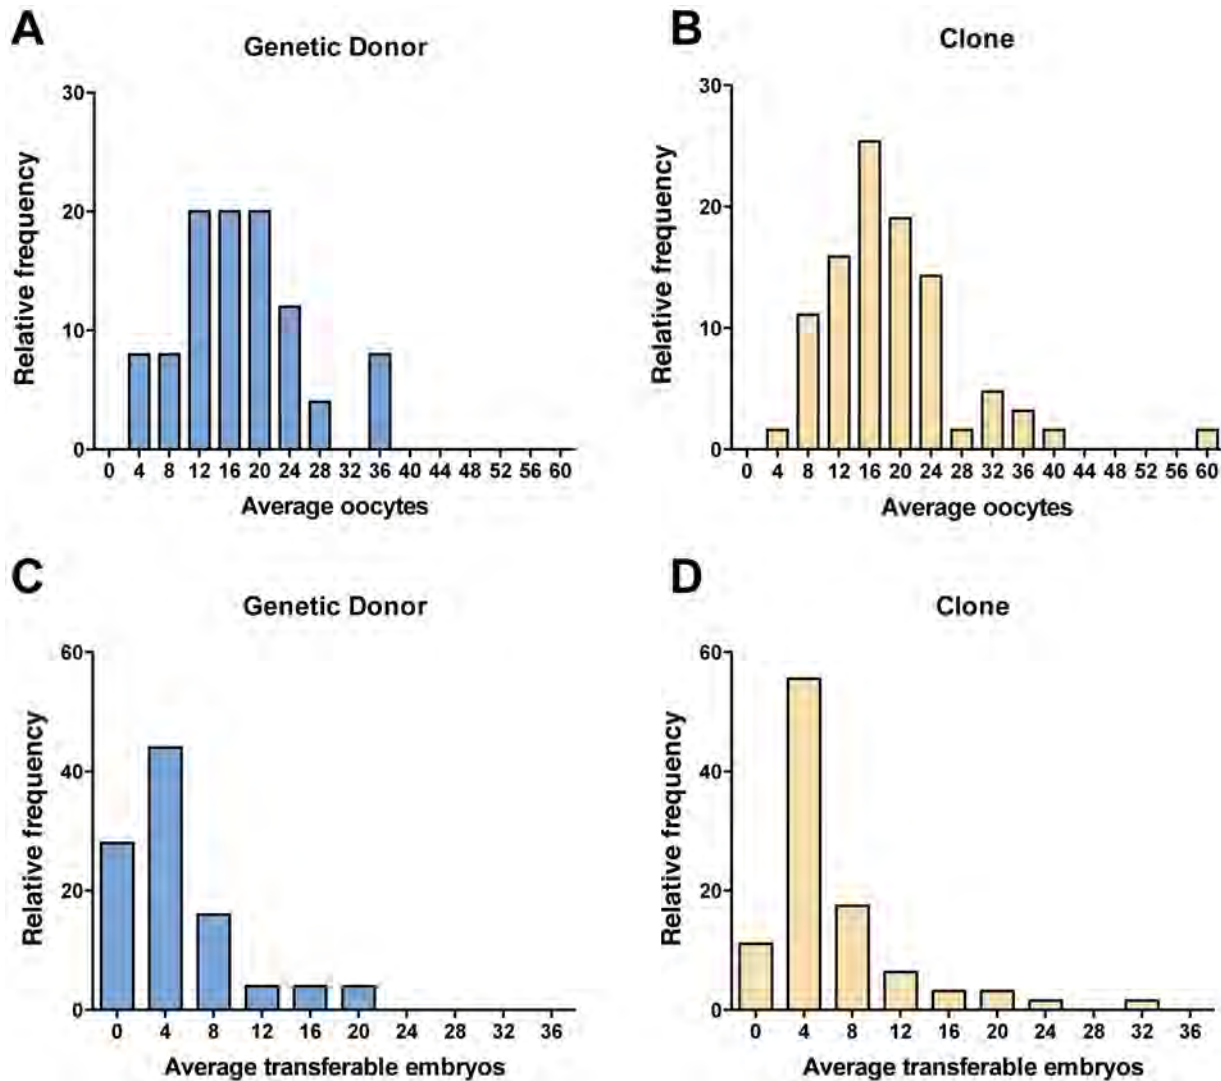 A
Genetic Donor
30
20
10
0
Relative frequency
0 4 8 12 16 20 24 28 32 36 40 44 48 52 56 60
Average oocytes
B
Clone
30
20
10
0
Relative frequency
0 4 8 12 16 20 24 28 32 36 40 44 48 52 56 60
Average oocytes
C
Genetic Donor
60
40
20
0
Relative frequency
0 4 8 12 16 20 24 28 32 36
Average transferable embryos
D
Clone
60
40
20
0
Relative frequency
0 4 8 12 16 20 24 28 32 36
Average transferable embryos